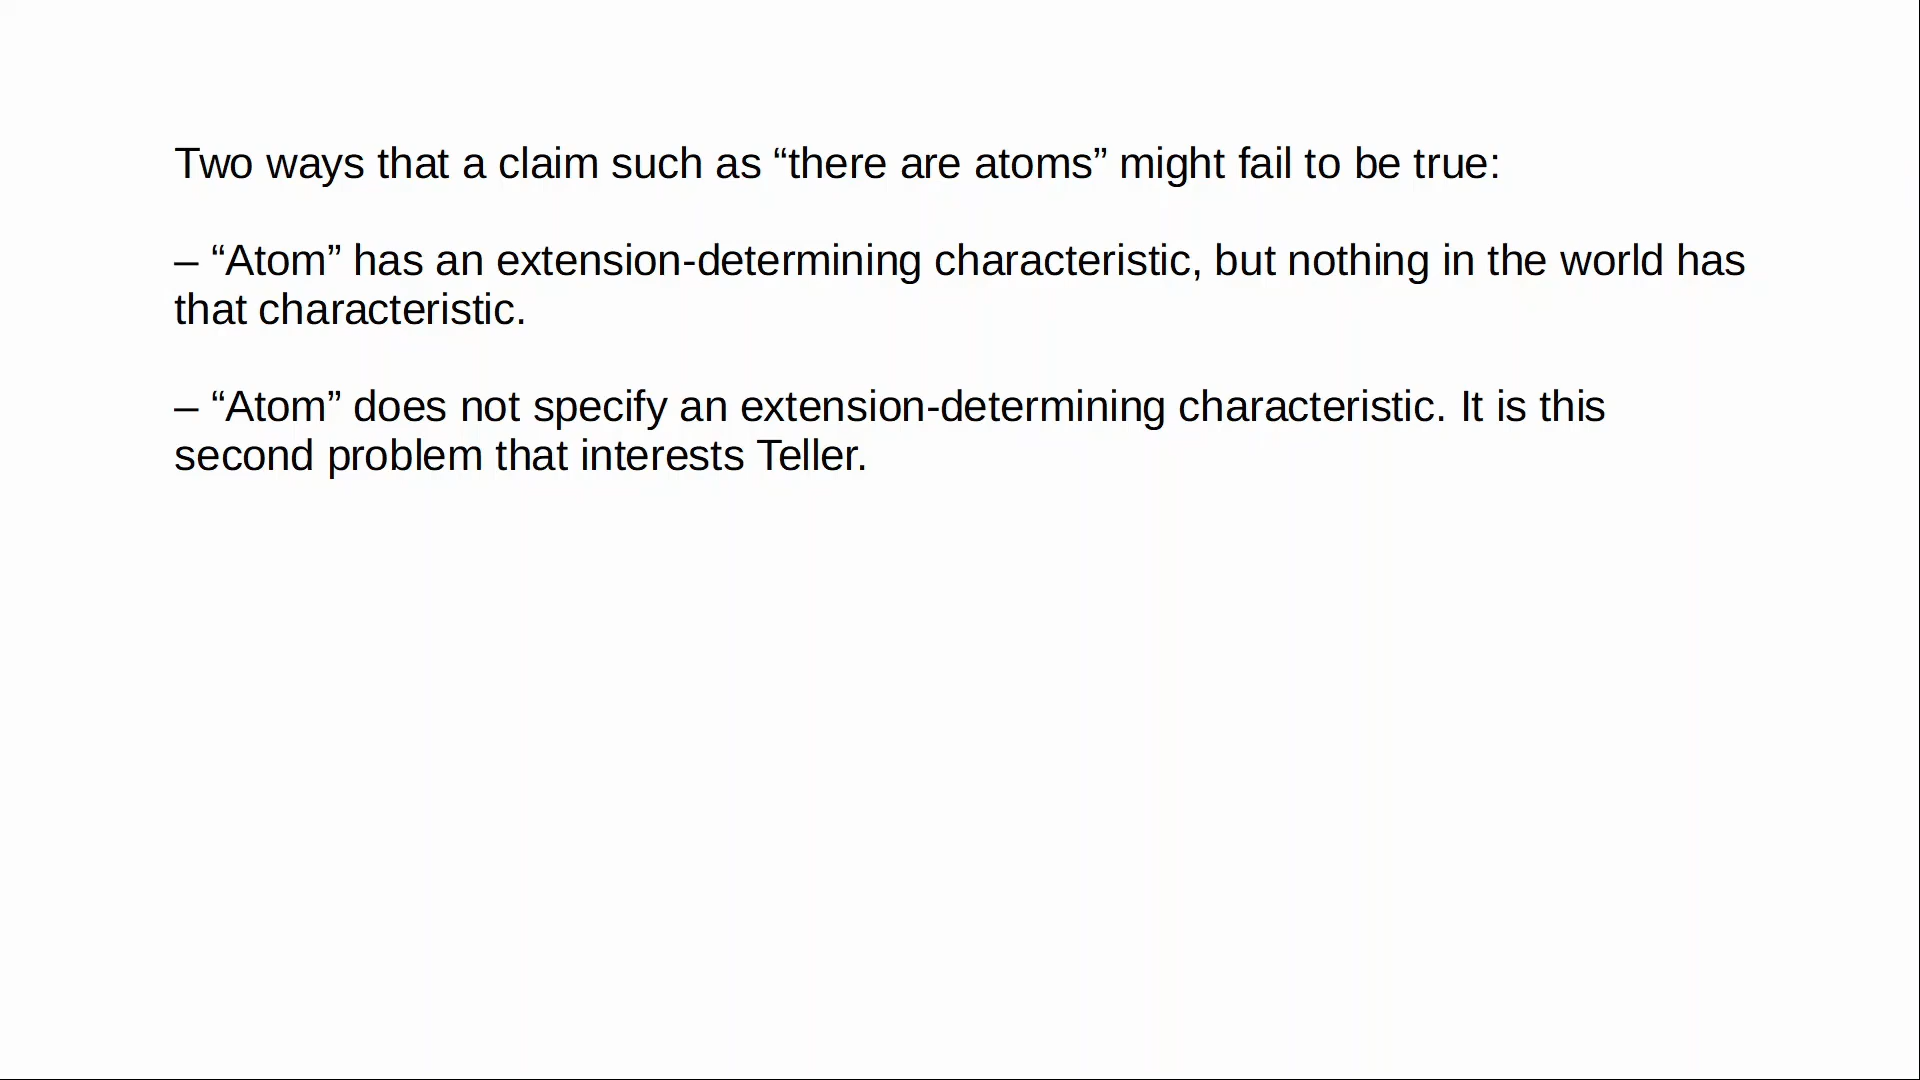 Two ways that a claim such as “there are atoms” might fail to be true:
– “Atom” has an extension-determining characteristic, but nothing in the world has
that characteristic.
– “Atom” does not specify an extension-determining characteristic. It is this
second problem that interests Teller.